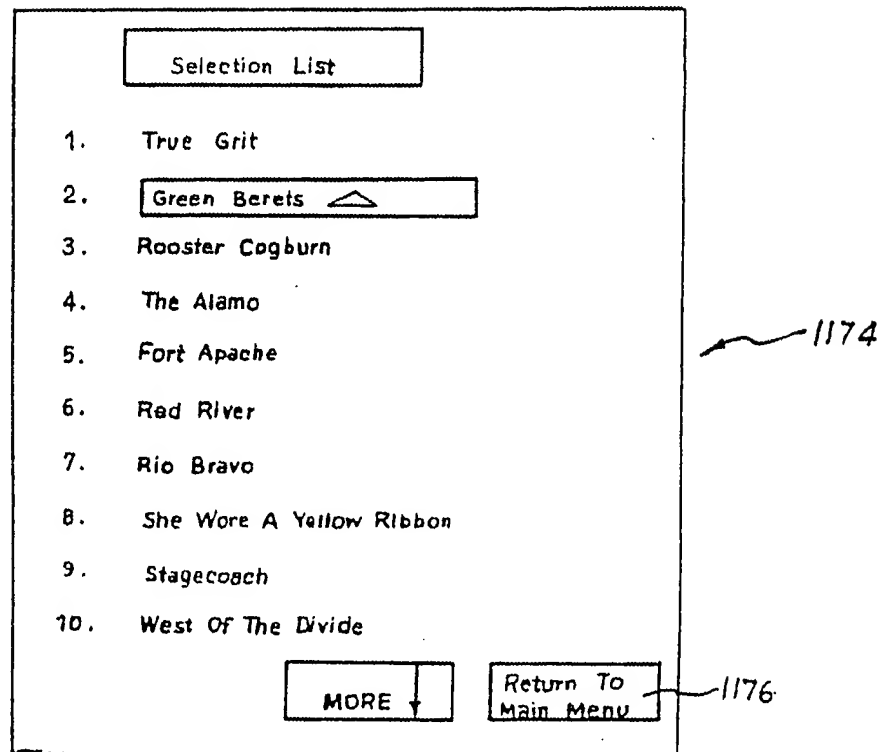 Selection List
1. True Grit
2. Green Berets
3. Rooster Cogburn
4. The Alamo
5. Fort Apache
6. Red River
7. Rio Bravo
8. She Wore A Yellow Ribbon
9. Stagecoach
10. West Of The Divide
1174
MORE
Return To
Main Menu
1176